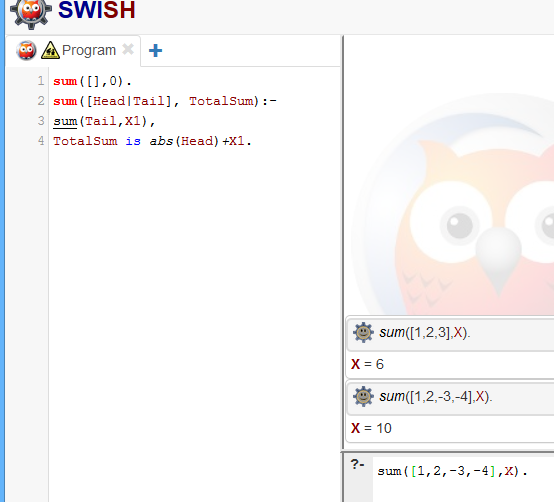 SWISH
Program
1 sum([],0).
2 sum([Head|Tail], TotalSum):-
3 sum(Tail,X1),
4 TotalSum is abs(Head)+X1.
sum([1,2,3],X).
X = 6
sum([1,2,-3,-4],X).
X = 10
?- sum([1,2,-3,-4],X).